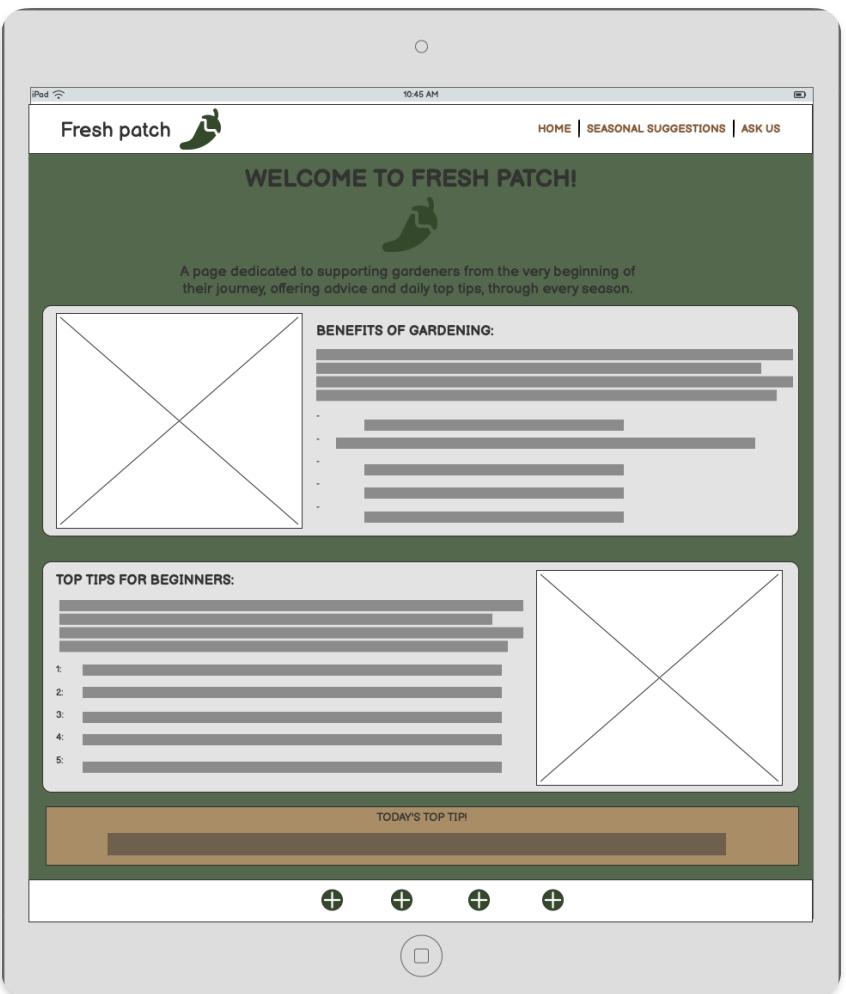 iPad
10:45 AM
Fresh patch
HOME
SEASONAL SUGGESTIONS
ASK US
WELCOME TO FRESH PATCH!
A page dedicated to supporting gardeners from the very beginning of
their journey, offering advice and daily top tips, through every season.
BENEFITS OF GARDENING:
-
-
-
-
-
TOP TIPS FOR BEGINNERS:
1:
2:
3:
4:
5:
TODAY'S TOP TIP!